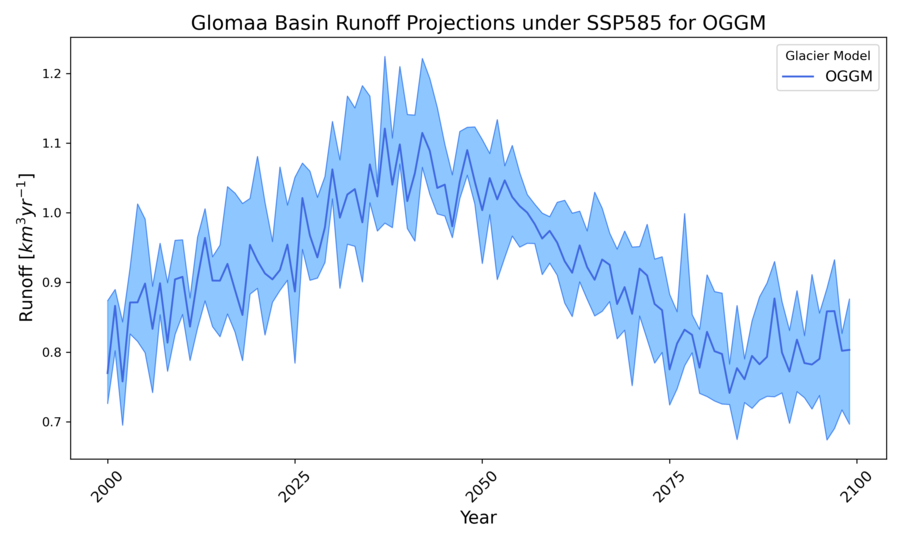 Glomaa Basin Runoff Projections under SSP585 for OGGM
Glacier Model
OGGM
Runoff [km³yr⁻¹]
1.2
1.1
1.0
0.9
0.8
0.7
2000
2025
2050
2075
2100
Year